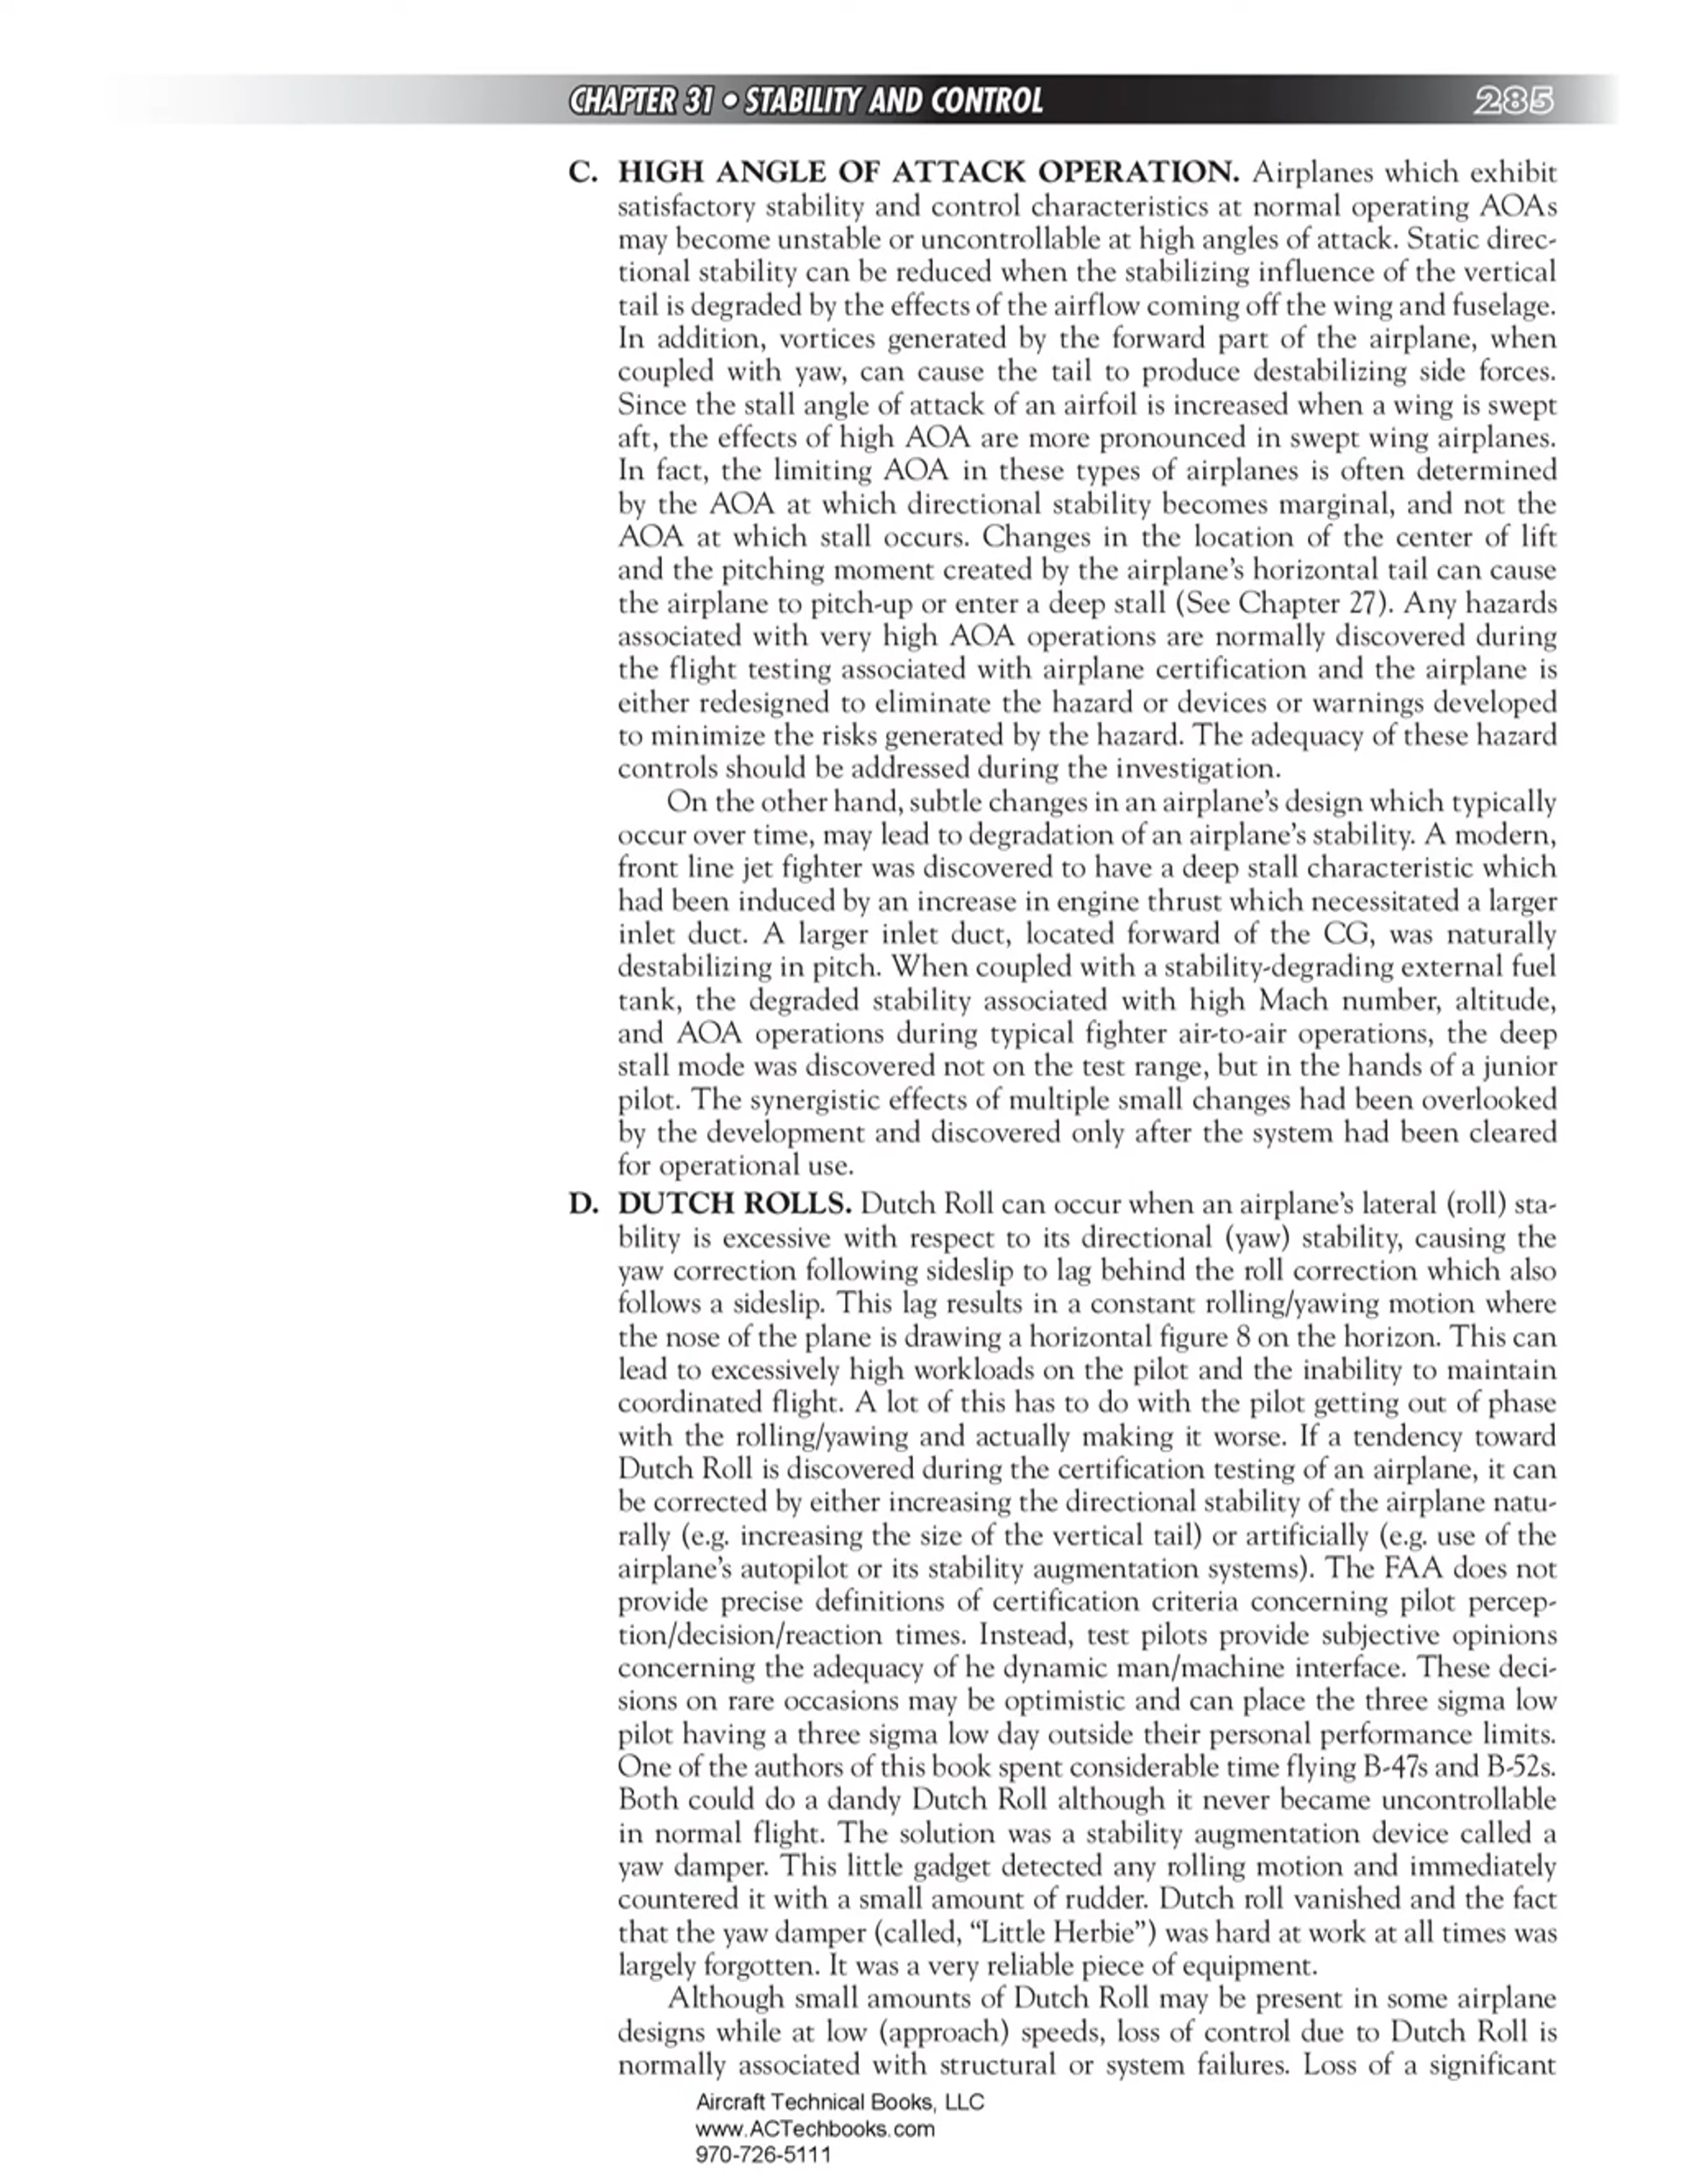 CHAPTER 31 • STABILITY AND CONTROL 285
C. HIGH ANGLE OF ATTACK OPERATION. Airplanes which exhibit
satisfactory stability and control characteristics at normal operating AOAs
may become unstable or uncontrollable at high angles of attack. Static direc-
tional stability can be reduced when the stabilizing influence of the vertical
tail is degraded by the effects of the airflow coming off the wing and fuselage.
In addition, vortices generated by the forward part of the airplane, when
coupled with yaw, can cause the tail to produce destabilizing side forces.
Since the stall angle of attack of an airfoil is increased when a wing is swept
aft, the effects of high AOA are more pronounced in swept wing airplanes.
In fact, the limiting AOA in these types of airplanes is often determined
by the AOA at which directional stability becomes marginal, and not the
AOA at which stall occurs. Changes in the location of the center of lift
and the pitching moment created by the airplane's horizontal tail can cause
the airplane to pitch-up or enter a deep stall (See Chapter 27). Any hazards
associated with very high AOA operations are normally discovered during
the flight testing associated with airplane certification and the airplane is
either redesigned to eliminate the hazard or devices or warnings developed
to minimize the risks generated by the hazard. The adequacy of these hazard
controls should be addressed during the investigation.
On the other hand, subtle changes in an airplane's design which typically
occur over time, may lead to degradation of an airplane's stability. A modern,
front line jet fighter was discovered to have a deep stall characteristic which
had been induced by an increase in engine thrust which necessitated a larger
inlet duct. A larger inlet duct, located forward of the CG, was naturally
destabilizing in pitch. When coupled with a stability-degrading external fuel
tank, the degraded stability associated with high Mach number, altitude,
and AOA operations during typical fighter air-to-air operations, the deep
stall mode was discovered not on the test range, but in the hands of a junior
pilot. The synergistic effects of multiple small changes had been overlooked
by the development and discovered only after the system had been cleared
for operational use.
D. DUTCH ROLLS. Dutch Roll can occur when an airplane's lateral (roll) sta-
bility is excessive with respect to its directional (yaw) stability, causing the
yaw correction following sideslip to lag behind the roll correction which also
follows a sideslip. This lag results in a constant rolling/yawing motion where
the nose of the plane is drawing a horizontal figure 8 on the horizon. This can
lead to excessively high workloads on the pilot and the inability to maintain
coordinated flight. A lot of this has to do with the pilot getting out of phase
with the rolling/yawing and actually making it worse. If a tendency toward
Dutch Roll is discovered during the certification testing of an airplane, it can
be corrected by either increasing the directional stability of the airplane natu-
rally (e.g. increasing the size of the vertical tail) or artificially (e.g. use of the
airplane's autopilot or its stability augmentation systems). The FAA does not
provide precise definitions of certification criteria concerning pilot percep-
tion/decision/reaction times. Instead, test pilots provide subjective opinions
concerning the adequacy of he dynamic man/machine interface. These deci-
sions on rare occasions may be optimistic and can place the three sigma low
pilot having a three sigma low day outside their personal performance limits.
One of the authors of this book spent considerable time flying B-47s and B-52s.
Both could do a dandy Dutch Roll although it never became uncontrollable
in normal flight. The solution was a stability augmentation device called a
yaw damper. This little gadget detected any rolling motion and immediately
countered it with a small amount of rudder. Dutch roll vanished and the fact
that the yaw damper (called, "Little Herbie") was hard at work at all times was
largely forgotten. It was a very reliable piece of equipment.
Although small amounts of Dutch Roll may be present in some airplane
designs while at low (approach) speeds, loss of control due to Dutch Roll is
normally associated with structural or system failures. Loss of a significant
Aircraft Technical Books, LLC
www.ACTechbooks.com
970-726-5111